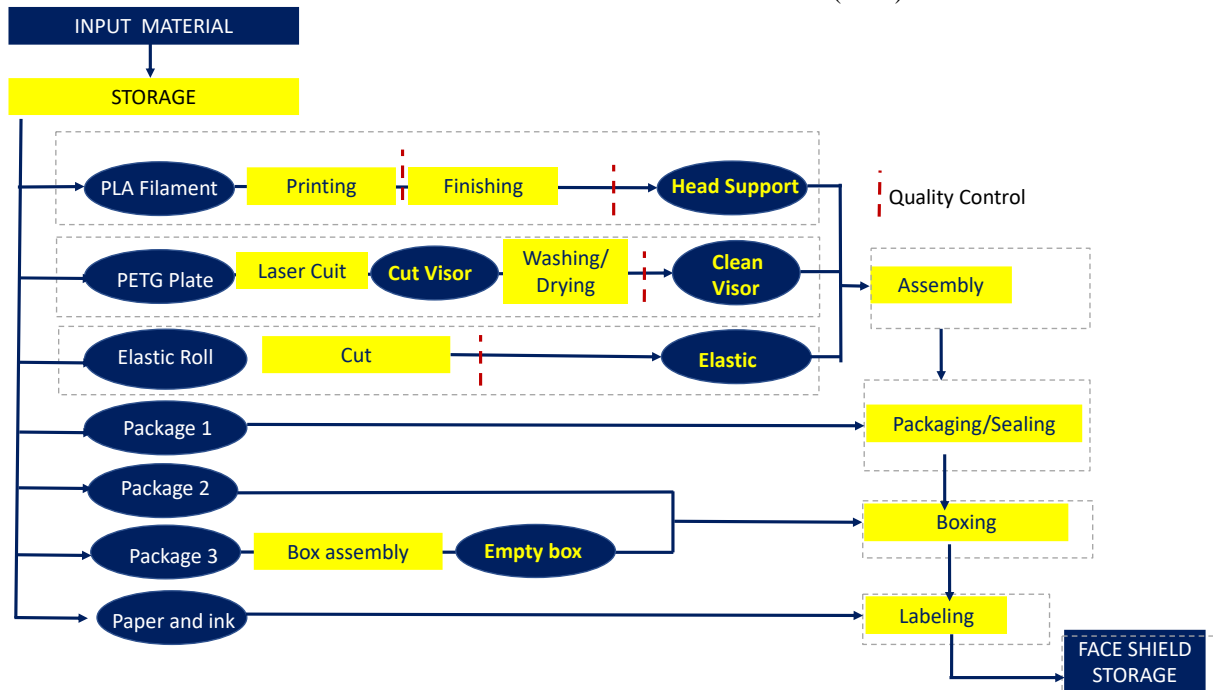 INPUT MATERIAL
STORAGE
PLA Filament
Printing
Finishing
Head Support
Quality Control
PETG Plate
Laser Cuit
Cut Visor
Washing/
Drying
Clean
Visor
Assembly
Elastic Roll
Cut
Elastic
Package 1
Packaging/Sealing
Package 2
Boxing
Package 3
Box assembly
Empty box
Paper and ink
Labeling
FACE SHIELD
STORAGE